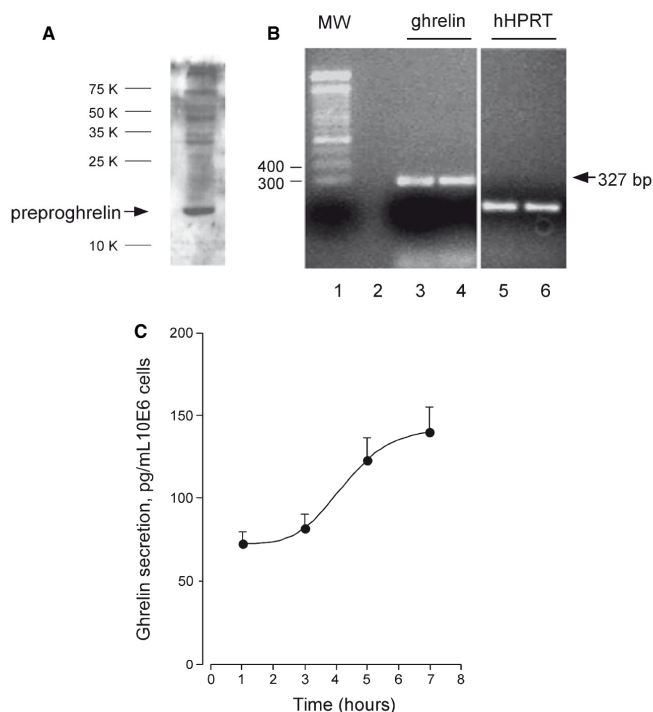 A
75 K
50 K
35 K
25 K
preproghrelin
10 K
B
MW ghrelin hHPRT
400
300
327 bp
1 2 3 4 5 6
C
Ghrelin secretion, pg/mL10E6 cells
200
150
100
50
0
0 1 2 3 4 5 6 7 8
Time (hours)